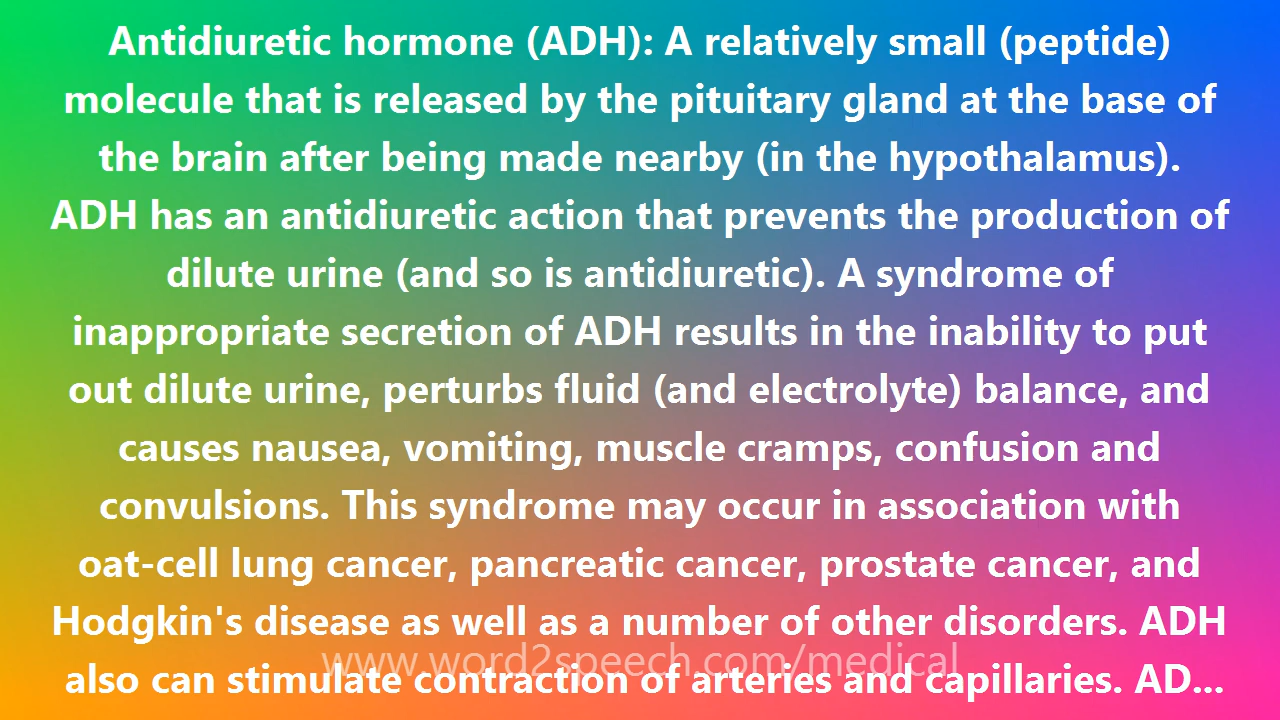 Antidiuretic hormone (ADH): A relatively small (peptide)
molecule that is released by the pituitary gland at the base of
the brain after being made nearby (in the hypothalamus).
ADH has an antidiuretic action that prevents the production of
dilute urine (and so is antidiuretic). A syndrome of
inappropriate secretion of ADH results in the inability to put
out dilute urine, perturbs fluid (and electrolyte) balance, and
causes nausea, vomiting, muscle cramps, confusion and
convulsions. This syndrome may occur in association with
oat-cell lung cancer, pancreatic cancer, prostate cancer, and
Hodgkin's disease as well as a number of other disorders. ADH
www.word2speech.com/medical
also can stimulate contraction of arteries and capillaries. AD...